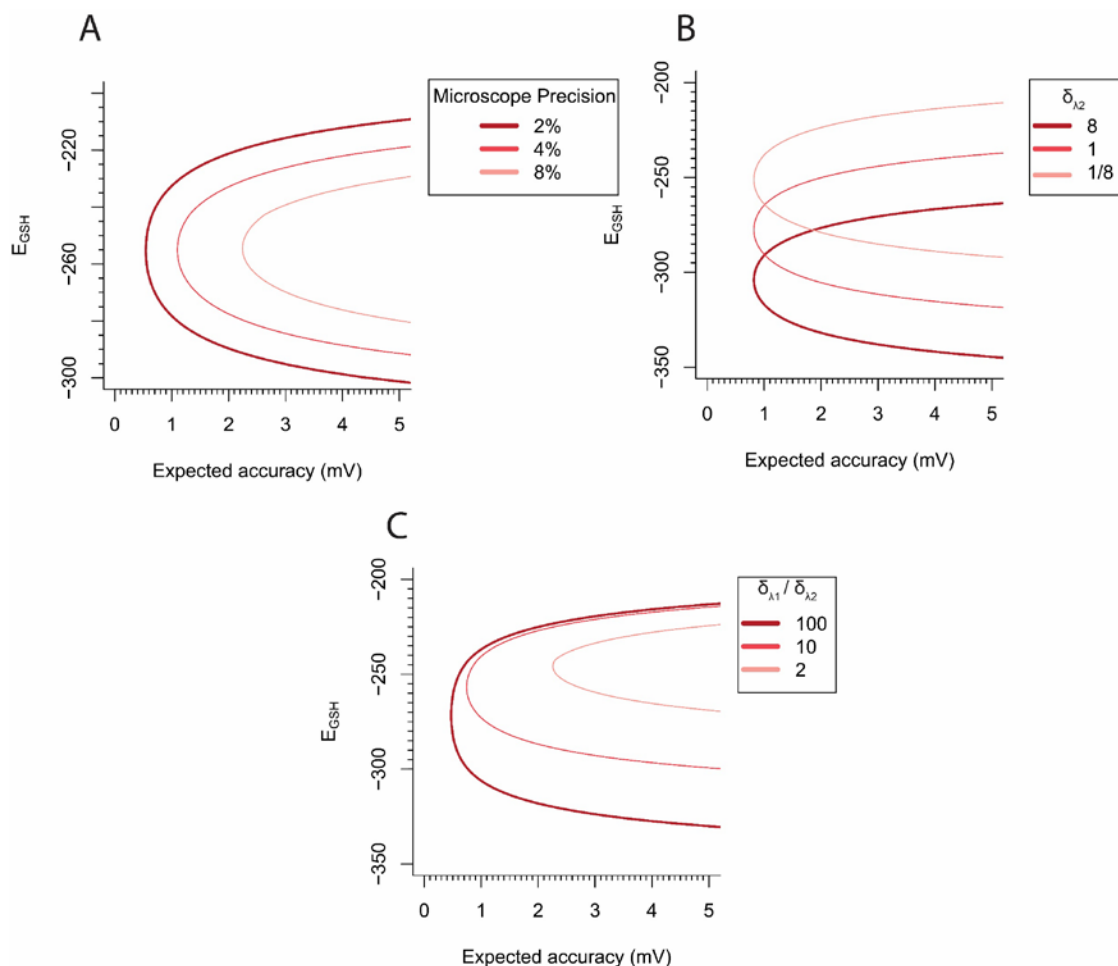 A
Microscope Precision
2%
4%
8%
E_GSH
−220
−260
−300
0 1 2 3 4 5
Expected accuracy (mV)
B
δ_λ2
8
1
1/8
E_GSH
−200
−250
−300
−350
0 1 2 3 4 5
Expected accuracy (mV)
C
δ_λ1 / δ_λ2
100
10
2
E_GSH
−200
−250
−300
−350
0 1 2 3 4 5
Expected accuracy (mV)